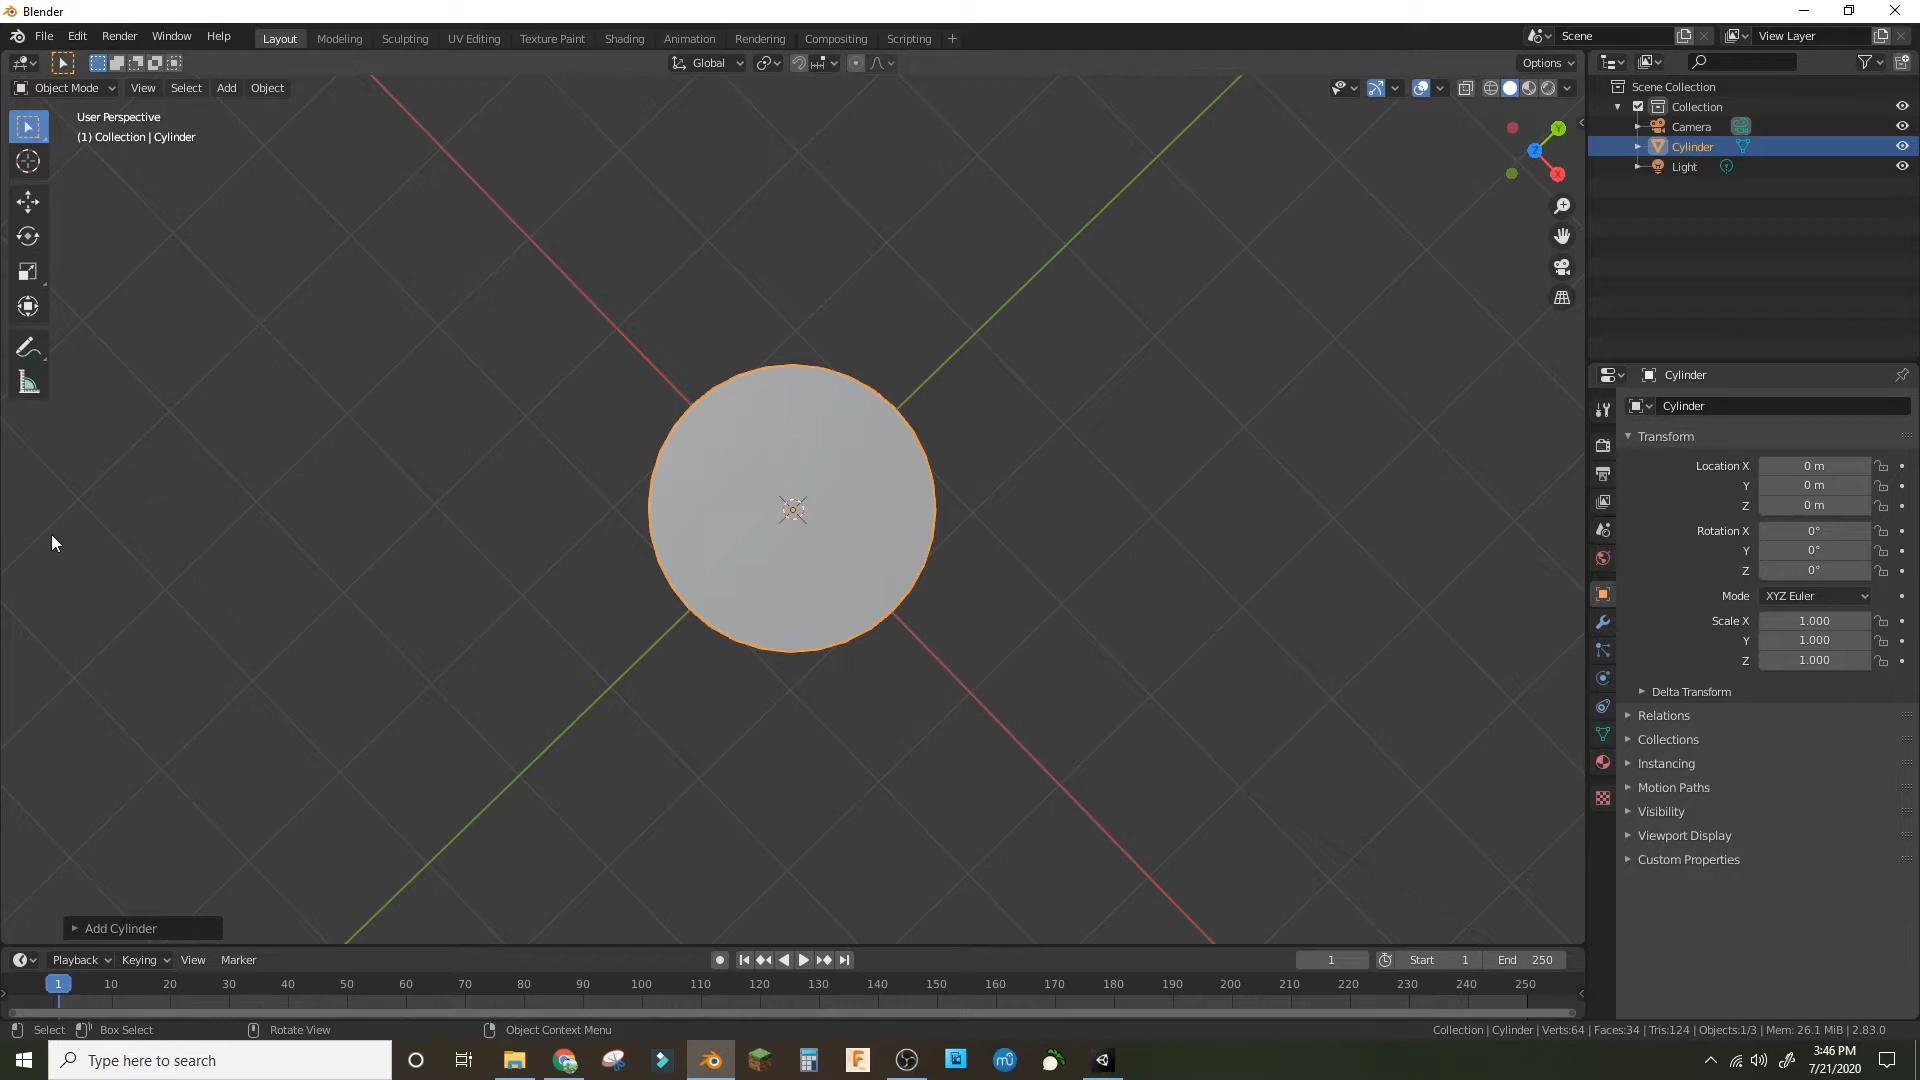 Blender
File Edit Render Window Help
Layout Modeling Sculpting UV Editing Texture Paint Shading Animation Rendering Compositing Scripting +
Scene View Layer
Global Options
Object Mode View Select Add Object
User Perspective
(1) Collection | Cylinder
Y
Z
X
Scene Collection
Collection
Camera
Cylinder
Light
Cylinder
Cylinder
Transform
Location X 0 m
Y 0 m
Z 0 m
Rotation X 0°
Y 0°
Z 0°
Mode XYZ Euler
Scale X 1.000
Y 1.000
Z 1.000
Delta Transform
Relations
Collections
Instancing
Motion Paths
Visibility
Viewport Display
Custom Properties
Add Cylinder
Playback Keying View Marker 1 Start 1 End 250
1 10 20 30 40 50 60 70 80 90 100 110 120 130 140 150 160 170 180 190 200 210 220 230 240 250
Select Box Select Rotate View Object Context Menu Collection | Cylinder | Verts:64 | Faces:34 | Tris:124 | Objects:1/3 | Mem: 26.1 MiB | 2.83.0
Type here to search
3:46 PM
7/21/2020